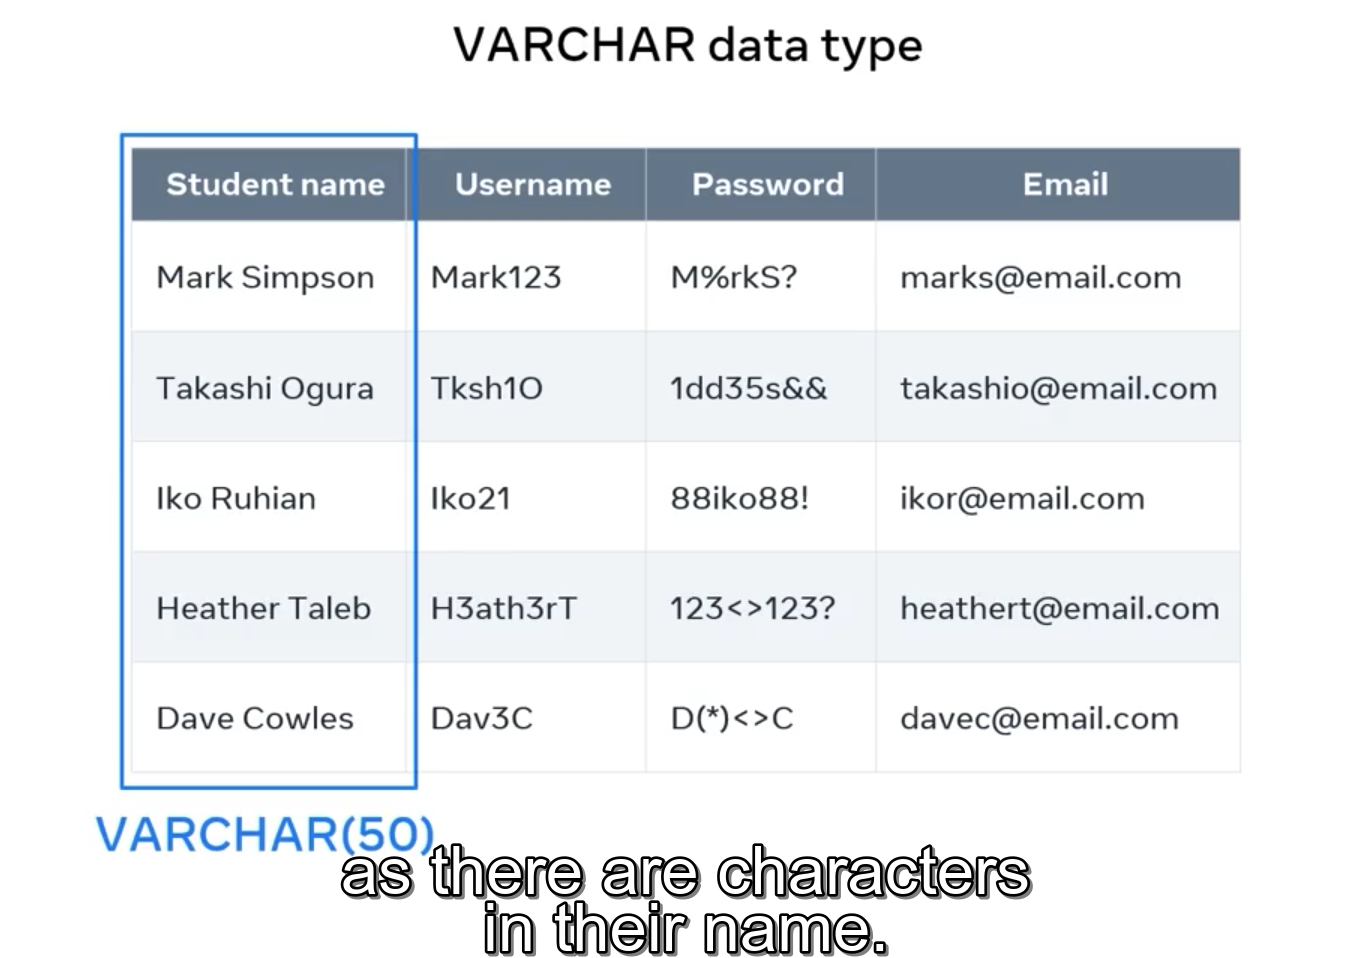 VARCHAR data type
Student name Username Password Email
Mark Simpson Mark123 M%rkS? marks@email.com
Takashi Ogura Tksh1O 1dd35s&& takashio@email.com
Iko Ruhian Iko21 88iko88! ikor@email.com
Heather Taleb H3ath3rT 123<>123? heathert@email.com
Dave Cowles Dav3C D(*)<>C davec@email.com
VARCHAR(50)
as there are characters
in their name.